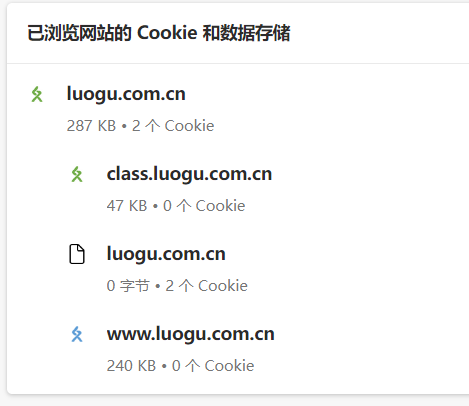 已浏览网站的 Cookie 和数据存储
luogu.com.cn
287 KB • 2 个 Cookie
class.luogu.com.cn
47 KB • 0 个 Cookie
luogu.com.cn
0 字节 • 2 个 Cookie
www.luogu.com.cn
240 KB • 0 个 Cookie